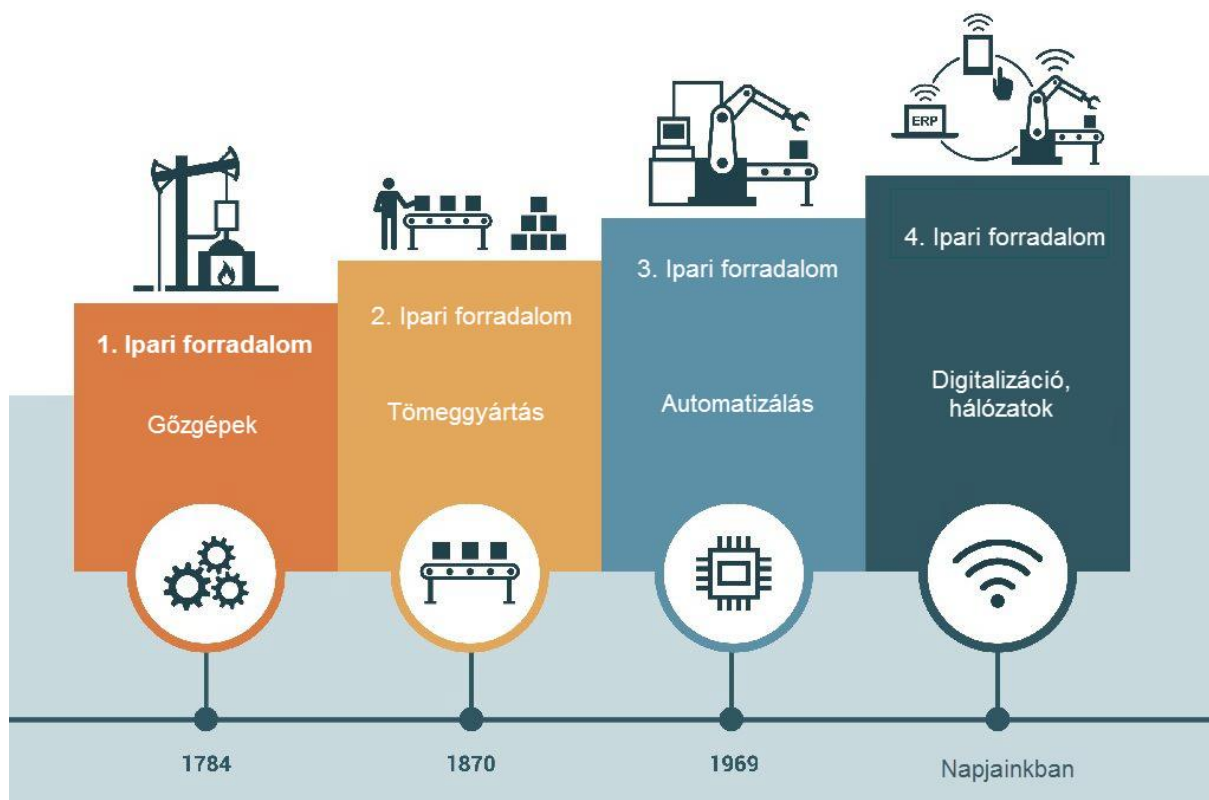 ERP
1. Ipari forradalom
Gőzgépek
2. Ipari forradalom
Tömeggyártás
3. Ipari forradalom
Automatizálás
4. Ipari forradalom
Digitalizáció,
hálózatok
1784
1870
1969
Napjainkban